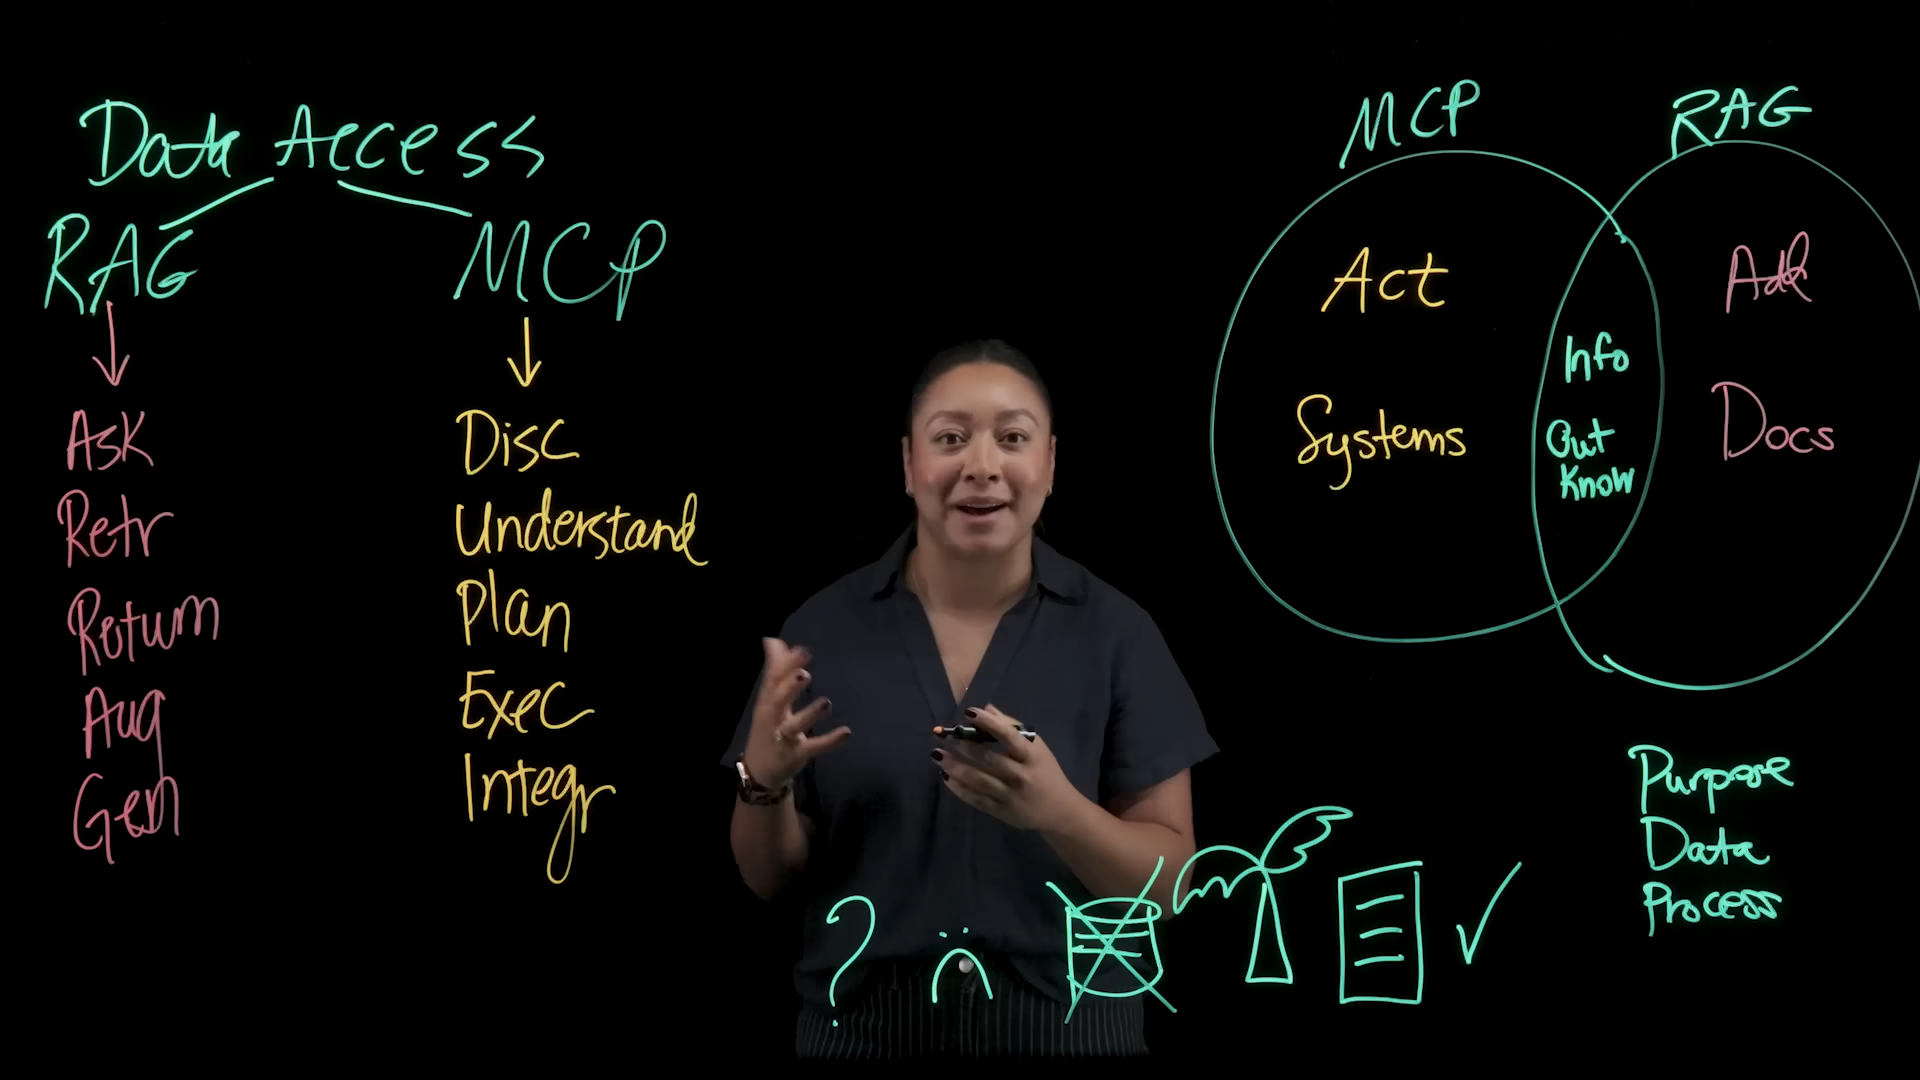 Data Access
RAG
MCP
Ask
Retr
Return
Aug
Gen
Disc
Understand
Plan
Exec
Integr
MCP
RAG
Act
Systems
Info
Out
Know
Add
Docs
Purpose
Data
Process
?